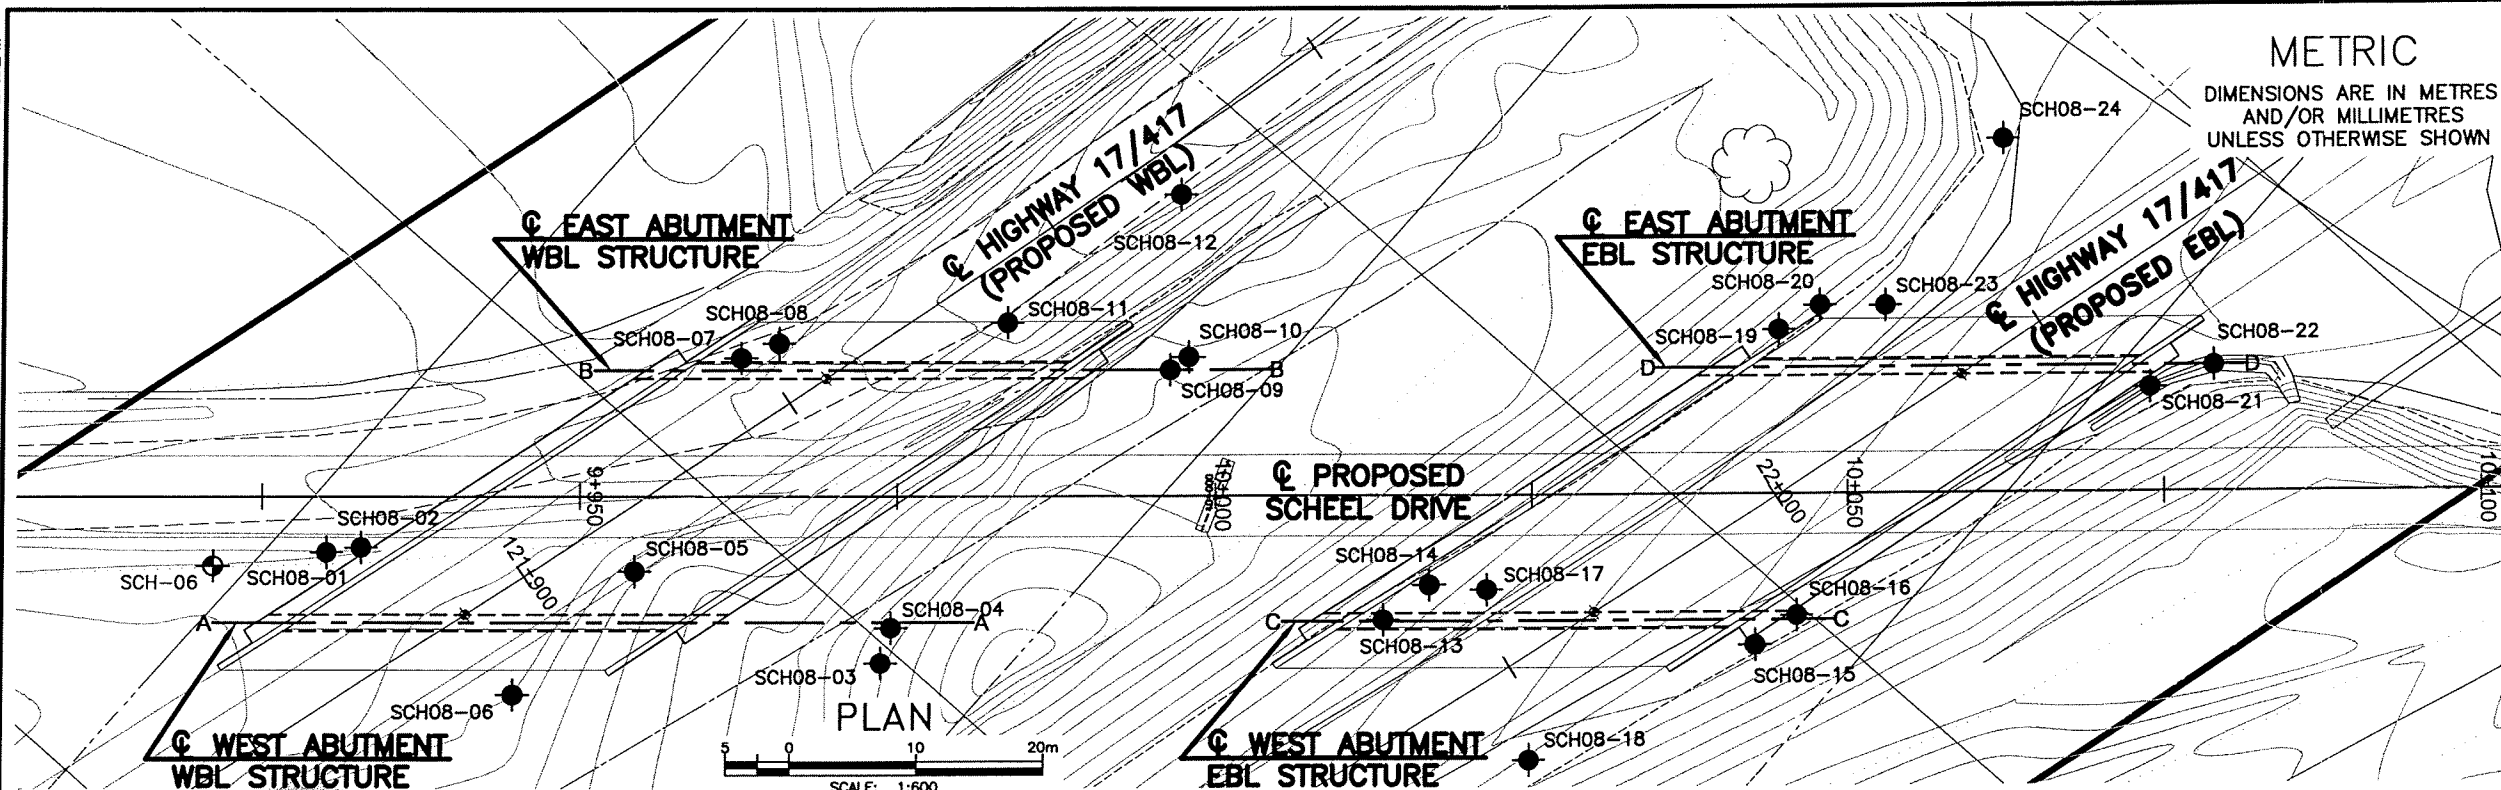 METRIC
DIMENSIONS ARE IN METRES
AND/OR MILLIMETRES
UNLESS OTHERWISE SHOWN
SCH08-24
℄ HIGHWAY 17/417
(PROPOSED WBL)
SCH08-12
℄ EAST ABUTMENT
WBL STRUCTURE
℄ EAST ABUTMENT
EBL STRUCTURE
℄ HIGHWAY 17/417
(PROPOSED EBL)
SCH08-20
SCH08-23
SCH08-08
SCH08-11
SCH08-07
SCH08-10
SCH08-19
SCH08-22
B
B
D
D
SCH08-09
SCH08-21
9+950
℄ PROPOSED
SCHEEL DRIVE
22+000
10+050
10+100
SCH08-02
SCH08-05
121+900
SCH-06
SCH08-01
SCH08-14
SCH08-17
SCH08-16
SCH08-04
A
A
C
C
SCH08-13
SCH08-03
SCH08-15
SCH08-06
PLAN
℄ WEST ABUTMENT
WBL STRUCTURE
5 0 10 20m
SCALE: 1:600
℄ WEST ABUTMENT
EBL STRUCTURE
SCH08-18